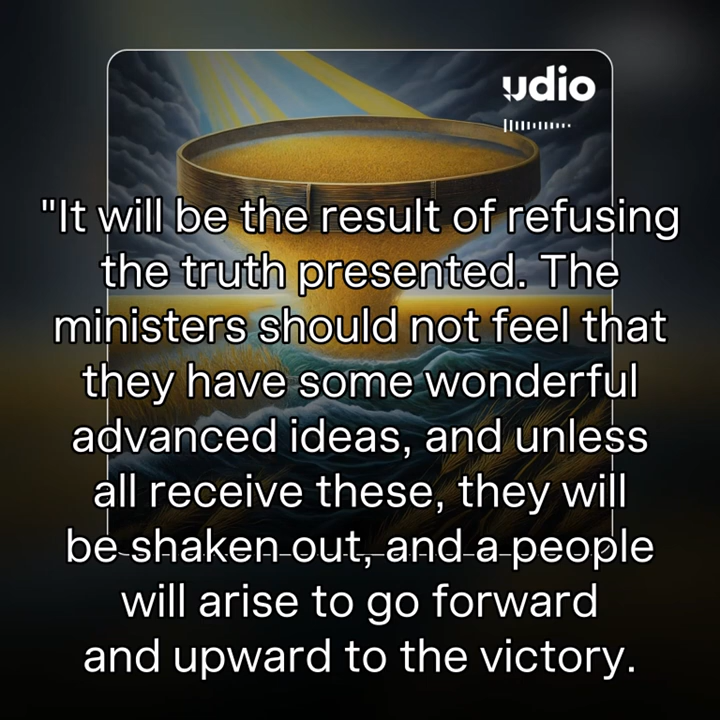 udio
"It will be the result of refusing
the truth presented. The
ministers should not feel that
they have some wonderful
advanced ideas, and unless
all receive these, they will
be shaken out, and a people
will arise to go forward
and upward to the victory.